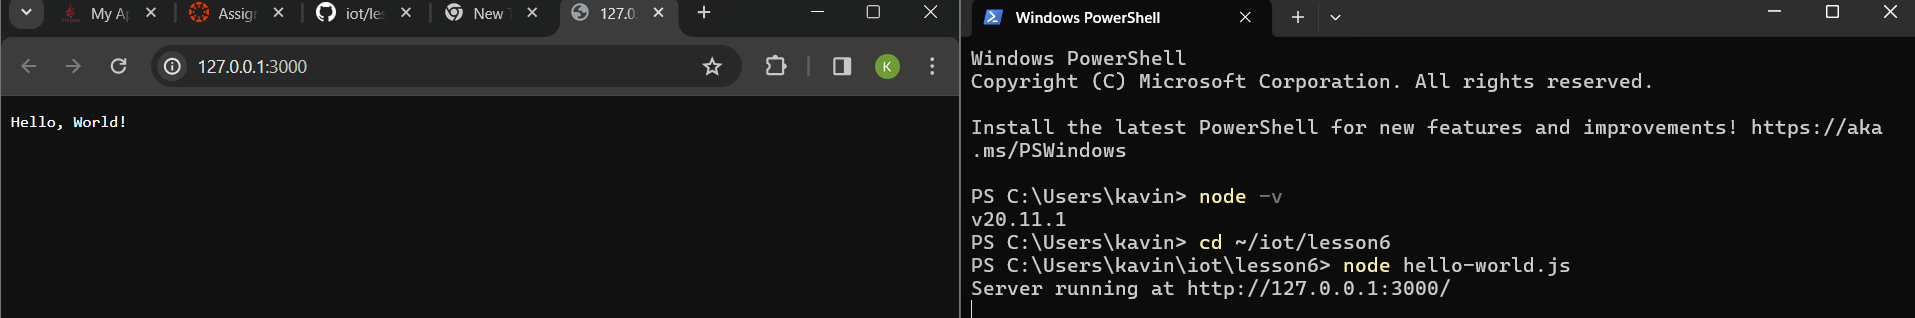 My Ap
Assign
iot/les
New T
127.0.
127.0.0.1:3000
K
Hello, World!
Windows PowerShell
Windows PowerShell
Copyright (C) Microsoft Corporation. All rights reserved.
Install the latest PowerShell for new features and improvements! https://aka
.ms/PSWindows
PS C:\Users\kavin> node -v
v20.11.1
PS C:\Users\kavin> cd ~/iot/lesson6
PS C:\Users\kavin\iot\lesson6> node hello-world.js
Server running at http://127.0.0.1:3000/